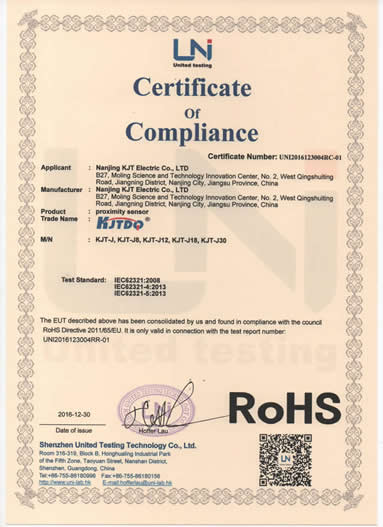 UNi
United testing
Certificate
Of
Compliance
Certificate Number: UNI2016123004RC-01
Applicant : Nanjing KJT Electric Co., LTD
B27, Moling Science and Technology Innovation Center, No. 2, West Qingshuiting
Road, Jiangning District, Nanjing City, Jiangsu Province, China
Manufacturer : Nanjing KJT Electric Co., LTD
B27, Moling Science and Technology Innovation Center, No. 2, West Qingshuiting
Road, Jiangning District, Nanjing City, Jiangsu Province, China
Product : proximity sensor
Trade Name : KJTDQ®
M/N : KJT-J, KJT-J8, KJT-J12, KJT-J18, KJT-J30
Test Standard: IEC62321:2008
IEC62321-4:2013
IEC62321-5:2013
The EUT described above has been consolidated by us and found in compliance with the council
RoHS Directive 2011/65/EU. It is only valid in connection with the test report number:
UNI2016123004RR-01
United testing
2016-12-30
Date of issue
Hoffer Lau
RoHS
Shenzhen United Testing Technology Co., Ltd.
Room 316-319, Block B, Honghualing Industrial Park
of the Fifth Zone, Taoyuan Street, Nanshan District,
Shenzhen, Guangdong, China
Tel:+86-755-86180996 Fax:+86-755-86180156
http://www.uni-lab.hk E-mail:hofferlau@uni-lab.hk
UNi